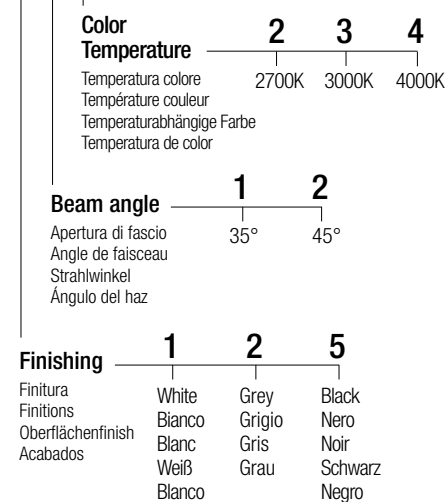 Color
Temperature
2 3 4
Temperatura colore
Température couleur
Temperaturabhängige Farbe
Temperatura de color
2700K 3000K 4000K
Beam angle
1 2
Apertura di fascio
Angle de faisceau
Strahlwinkel
Ángulo del haz
35° 45°
Finishing
1 2 5
Finitura
Finitions
Oberflächenfinish
Acabados
White Grey Black
Bianco Grigio Nero
Blanc Gris Noir
Weiß Grau Schwarz
Blanco Negro